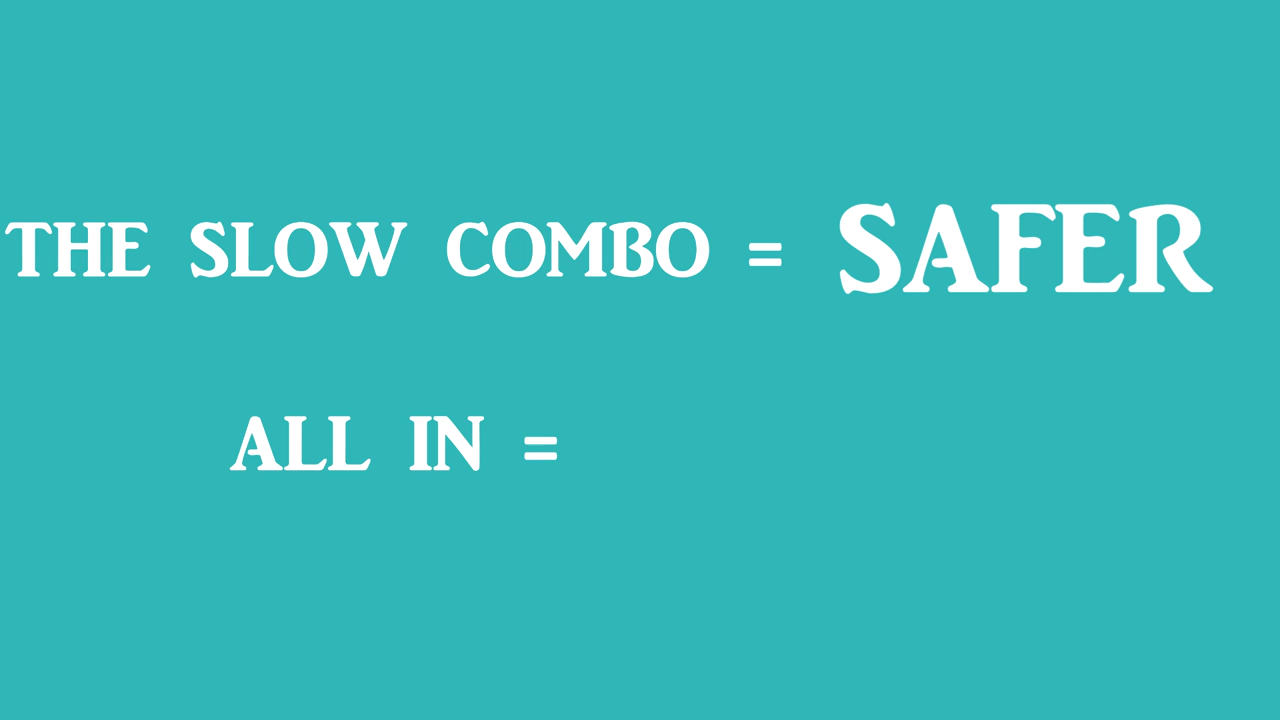 THE SLOW COMBO = SAFER
ALL IN =